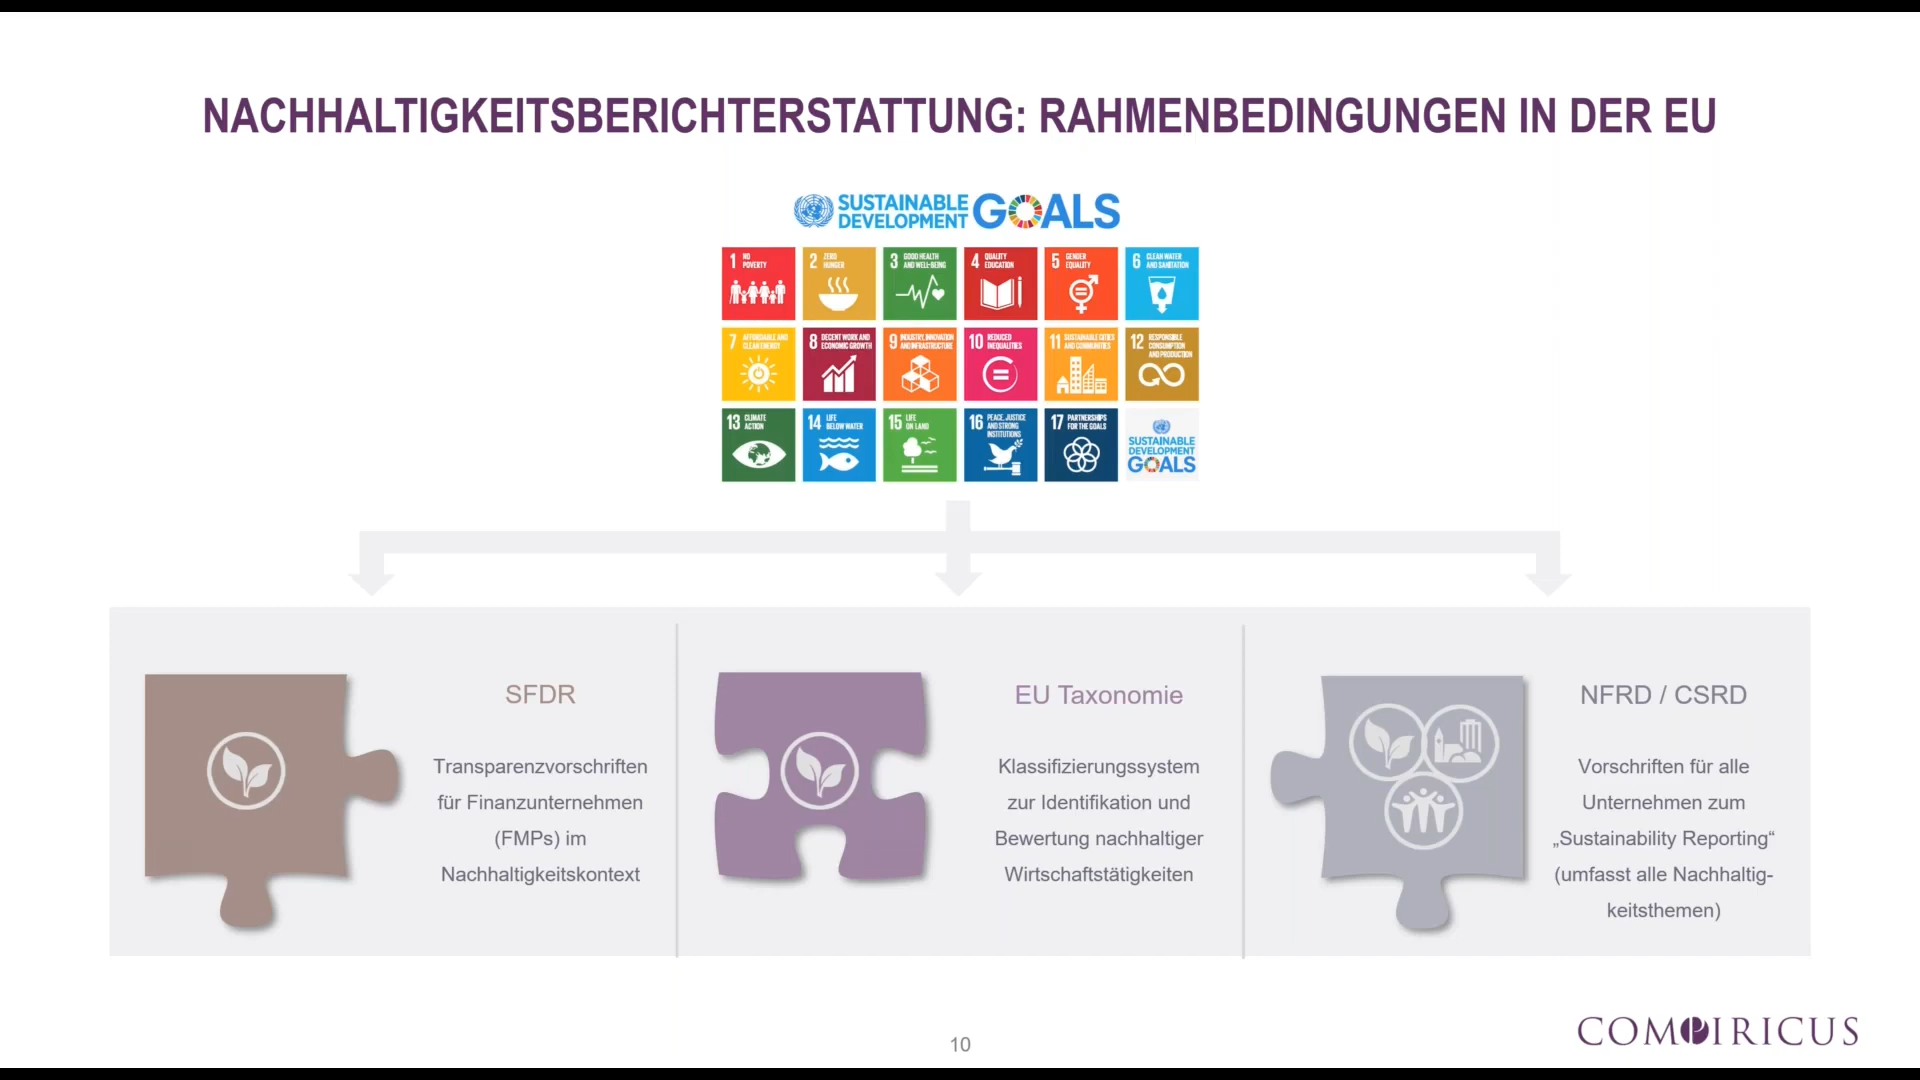 NACHHALTIGKEITSBERICHTERSTATTUNG: RAHMENBEDINGUNGEN IN DER EU
SUSTAINABLE
DEVELOPMENT
GOALS
1 NO
POVERTY
2 ZERO
HUNGER
3 GOOD HEALTH
AND WELL-BEING
4 QUALITY
EDUCATION
5 GENDER
EQUALITY
6 CLEAN WATER
AND SANITATION
7 AFFORDABLE AND
CLEAN ENERGY
8 DECENT WORK AND
ECONOMIC GROWTH
9 INDUSTRY, INNOVATION
AND INFRASTRUCTURE
10 REDUCED
INEQUALITIES
11 SUSTAINABLE CITIES
AND COMMUNITIES
12 RESPONSIBLE
CONSUMPTION
AND PRODUCTION
13 CLIMATE
ACTION
14 LIFE
BELOW WATER
15 LIFE
ON LAND
16 PEACE, JUSTICE
AND STRONG
INSTITUTIONS
17 PARTNERSHIPS
FOR THE GOALS
SUSTAINABLE
DEVELOPMENT
GOALS
SFDR
Transparenzvorschriften
für Finanzunternehmen
(FMPs) im
Nachhaltigkeitskontext
EU Taxonomie
Klassifizierungssystem
zur Identifikation und
Bewertung nachhaltiger
Wirtschaftstätigkeiten
NFRD / CSRD
Vorschriften für alle
Unternehmen zum
„Sustainability Reporting“
(umfasst alle Nachhaltig-
keitsthemen)
10
COMPIRICUS